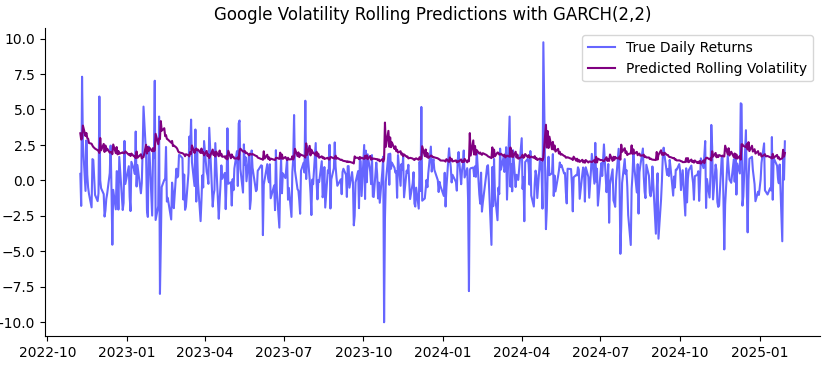 Google Volatility Rolling Predictions with GARCH(2,2)
True Daily Returns
Predicted Rolling Volatility
10.0
7.5
5.0
2.5
0.0
−2.5
−5.0
−7.5
−10.0
2022-10 2023-01 2023-04 2023-07 2023-10 2024-01 2024-04 2024-07 2024-10 2025-01